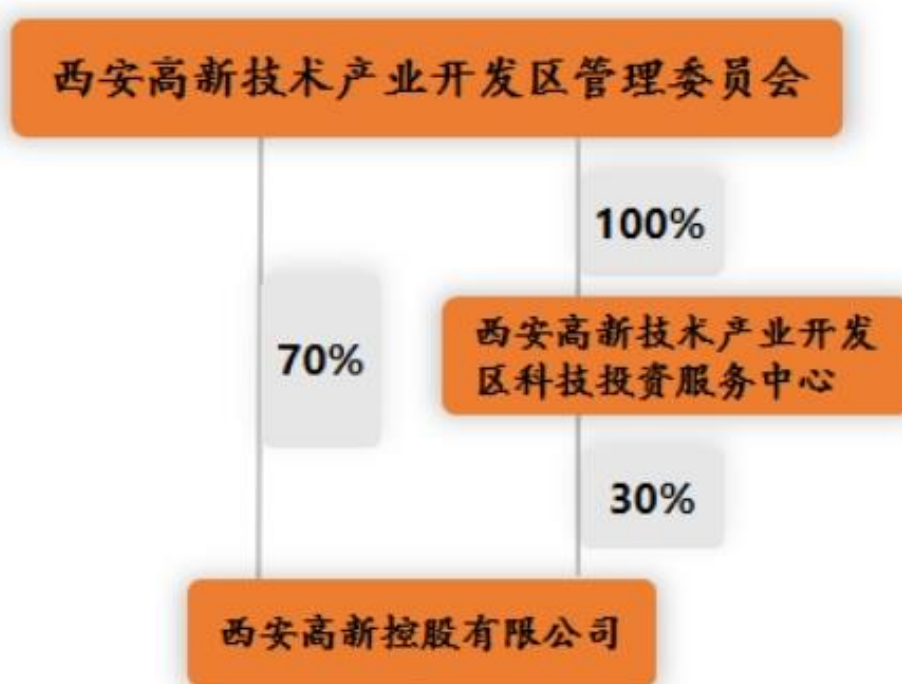 西安高新技术产业开发区管理委员会
100%
70%
西安高新技术产业开发
区科技投资服务中心
30%
西安高新控股有限公司